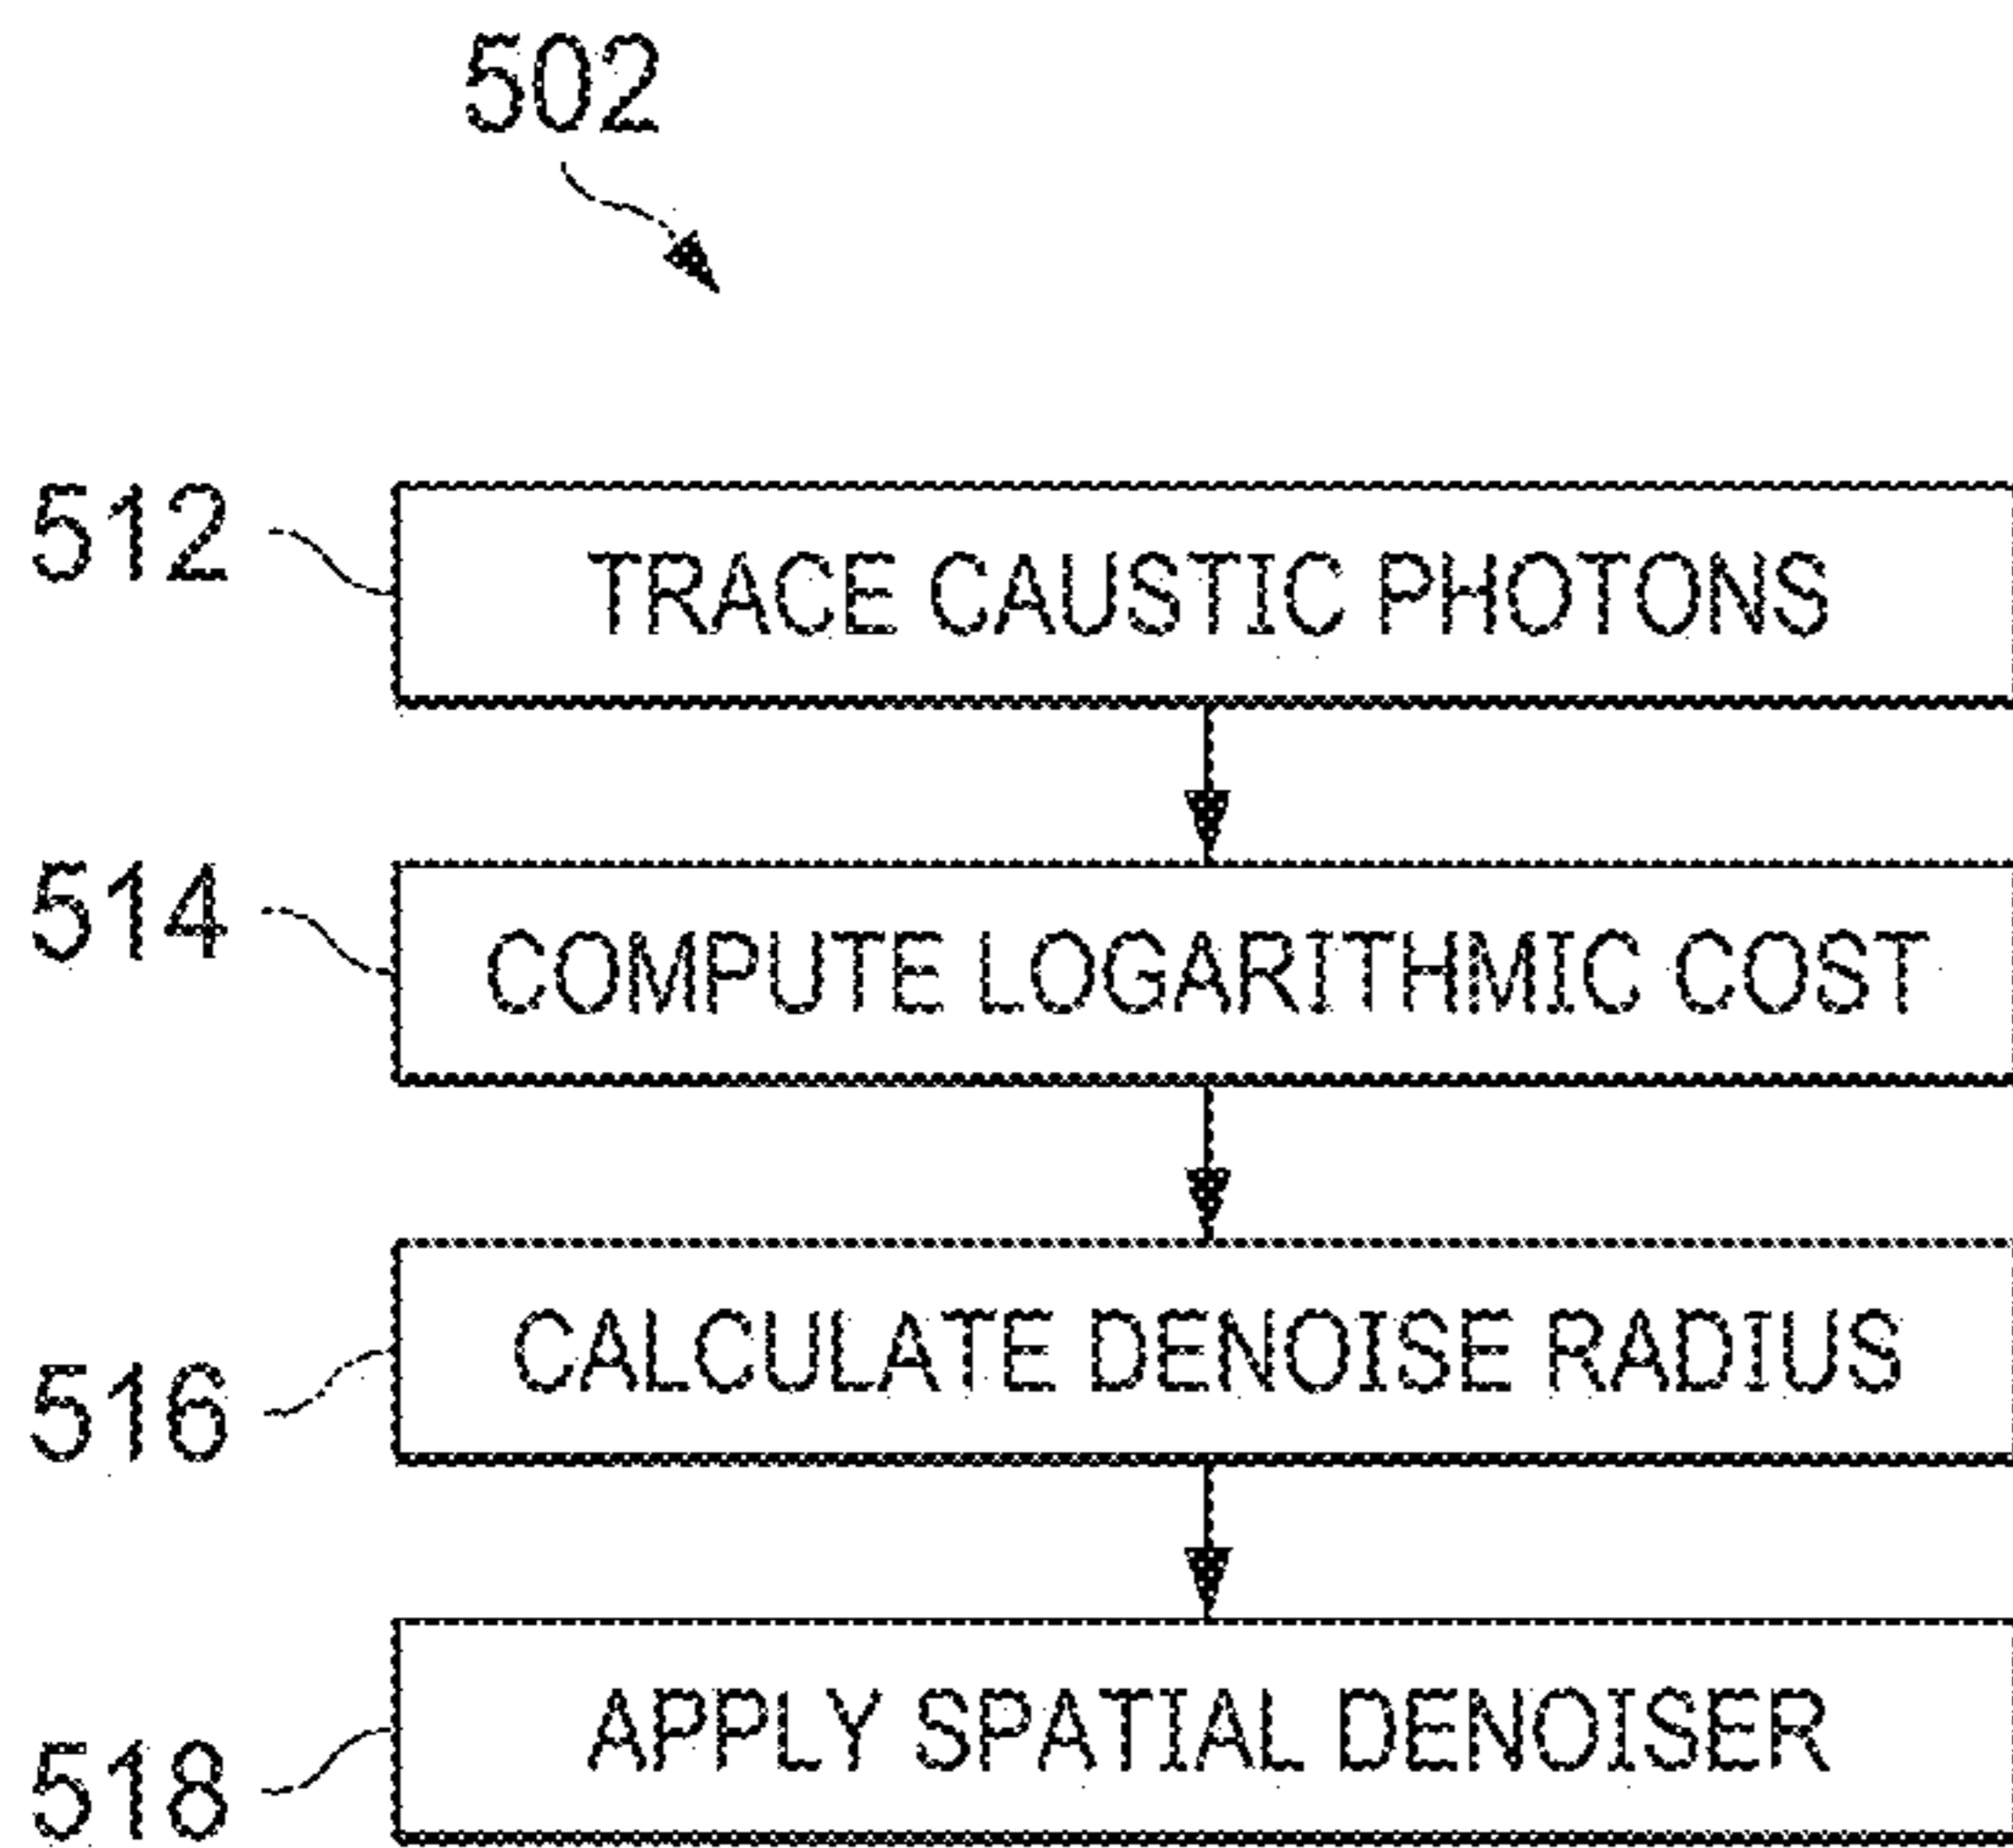 502
512
TRACE CAUSTIC PHOTONS
514
COMPUTE LOGARITHMIC COST
516
CALCULATE DENOISE RADIUS
518
APPLY SPATIAL DENOISER